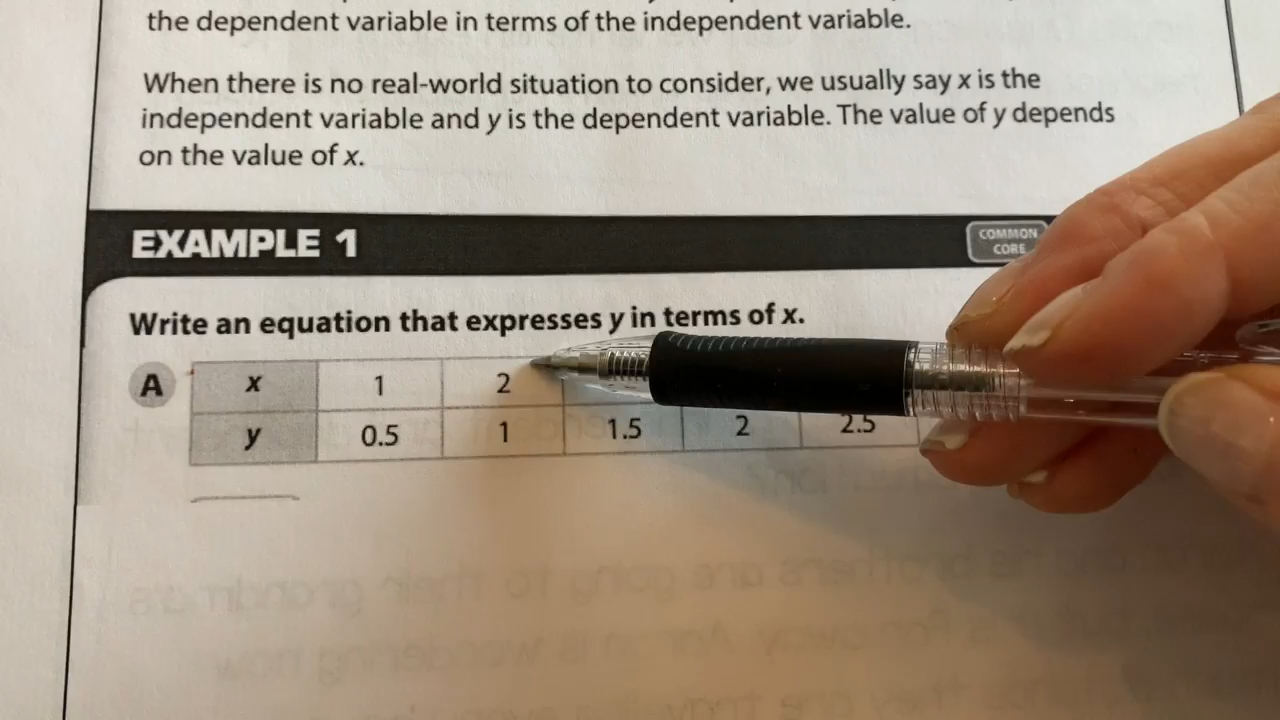 the dependent variable in terms of the independent variable.
When there is no real-world situation to consider, we usually say x is the
independent variable and y is the dependent variable. The value of y depends
on the value of x.
EXAMPLE 1
COMMON
CORE
Write an equation that expresses y in terms of x.
A x 1 2
y 0.5 1 1.5 2 2.5